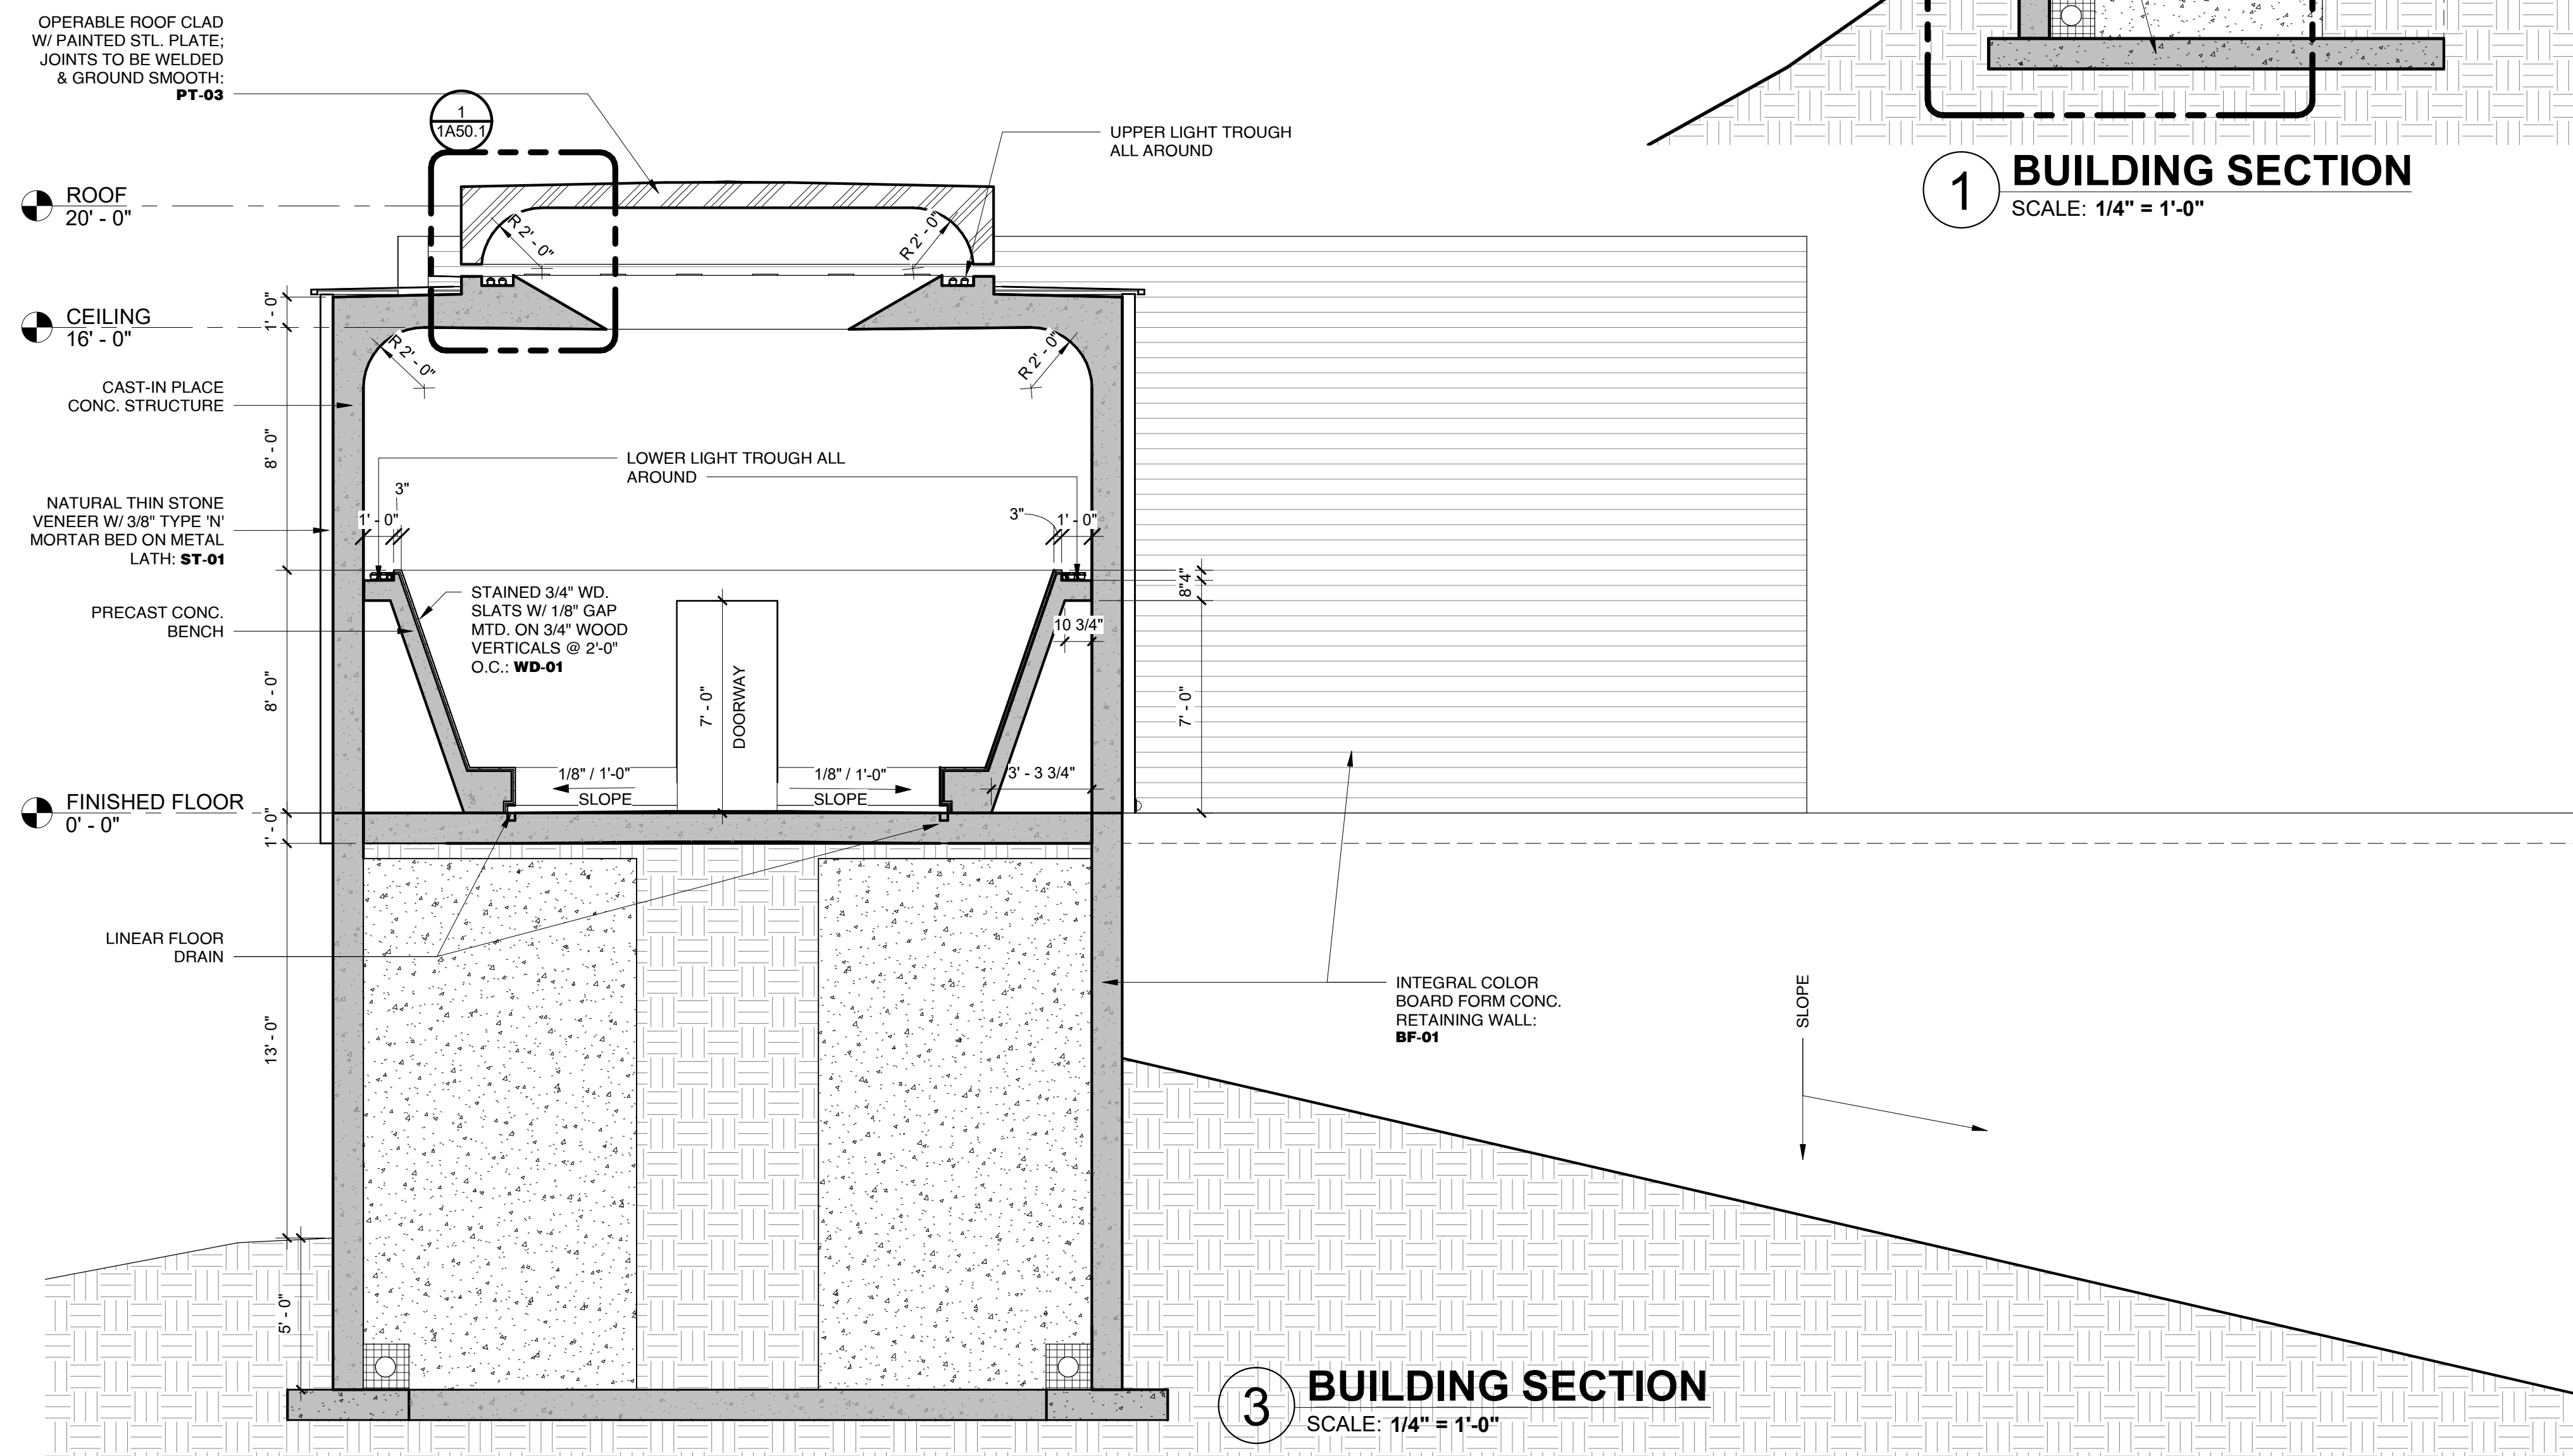 OPERABLE ROOF CLAD
W/ PAINTED STL. PLATE;
JOINTS TO BE WELDED
& GROUND SMOOTH:
PT-03
1
1A50.1
UPPER LIGHT TROUGH
ALL AROUND
1
BUILDING SECTION
SCALE: 1/4" = 1'-0"
ROOF
20' - 0"
R 2' - 0"
R 2' - 0"
1' - 0"
CEILING
16' - 0"
R 2' - 0"
R 2' - 0"
CAST-IN PLACE
CONC. STRUCTURE
8' - 0"
LOWER LIGHT TROUGH ALL
AROUND
NATURAL THIN STONE
VENEER W/ 3/8" TYPE 'N'
MORTAR BED ON METAL
LATH: ST-01
3"
1' - 0"
3"
1' - 0"
STAINED 3/4" WD.
SLATS W/ 1/8" GAP
MTD. ON 3/4" WOOD
VERTICALS @ 2'-0"
O.C.: WD-01
PRECAST CONC.
BENCH
4"
8"
10 3/4"
8' - 0"
7' - 0"
DOORWAY
7' - 0"
1/8" / 1'-0"
SLOPE
1/8" / 1'-0"
SLOPE
3' - 3 3/4"
FINISHED FLOOR
0' - 0"
1' - 0"
LINEAR FLOOR
DRAIN
13' - 0"
INTEGRAL COLOR
BOARD FORM CONC.
RETAINING WALL:
BF-01
SLOPE
5' - 0"
3
BUILDING SECTION
SCALE: 1/4" = 1'-0"